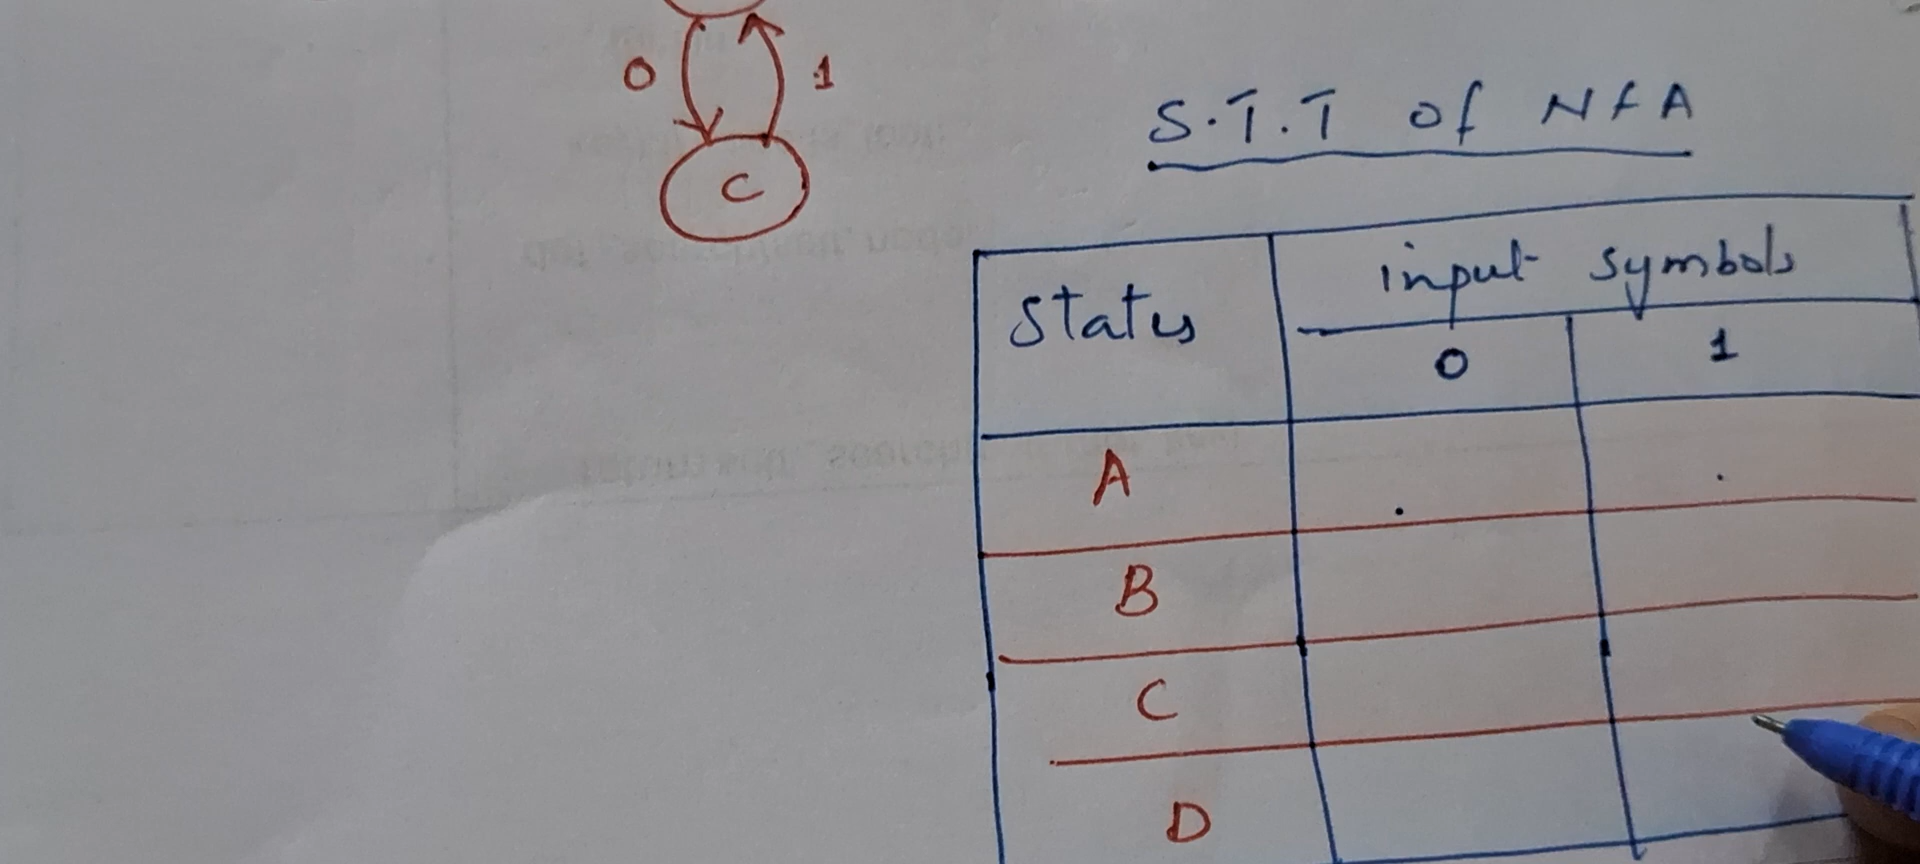 0 1
C
S.T.T of NFA
States
input symbols
0 1
A
B
C
D